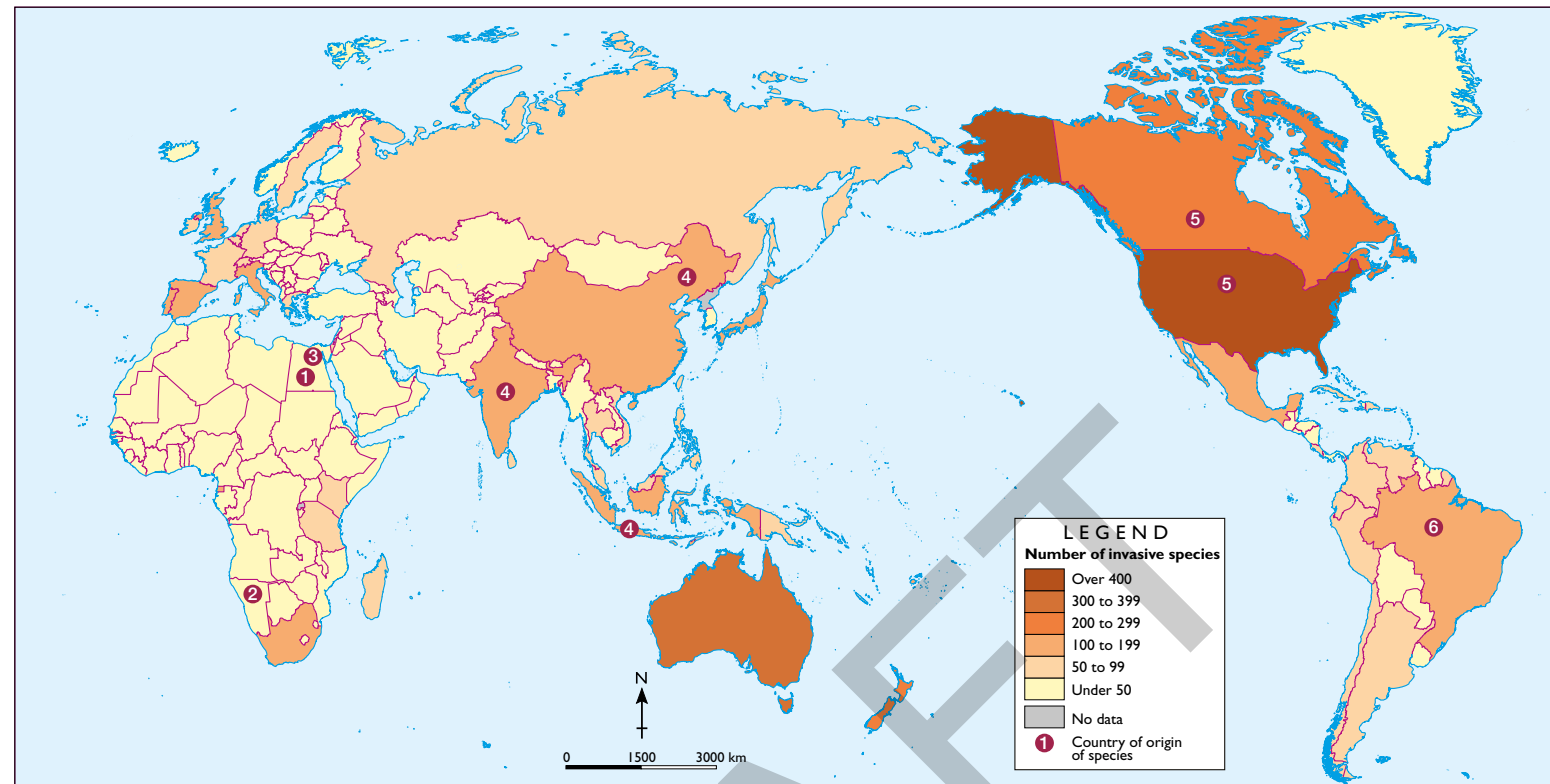 5
4
5
3
1
4
4
6
2
N
0 1500 3000 km
LEGEND
Number of invasive species
Over 400
300 to 399
200 to 299
100 to 199
50 to 99
Under 50
No data
1 Country of origin
of species